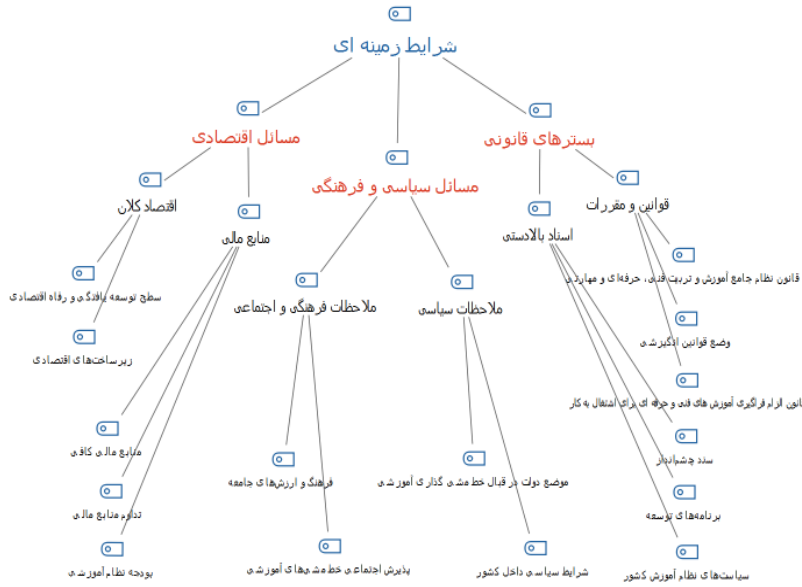 شرایط زمینه ای
مسائل اقتصادی
بسترهای قانونی
مسائل سیاسی و فرهنگی
اقتصاد کلان
منابع مالی
اسناد بالادستی
قوانین و مقررات
سطح توسعه یافتگی و رفاه اقتصادی
زیرساخت‌های اقتصادی
ملاحظات فرهنگی و اجتماعی
ملاحظات سیاسی
قانون نظام جامع آموزش و تربیت فنی، حرفه‌ای و مهارتی
وضع قوانین انگیزشی
انون الزام فراگیری آموزش های فنی و حرفه ای برای اشتغال به کار
منابع مالی کافی
تداوم منابع مالی
بودجه نظام آموزشی
فرهنگ و ارزش‌های جامعه
پذیرش اجتماعی خط مشی‌های آموزشی
موضع دولت در قبال خط مشی گذاری آموزشی
شرایط سیاسی داخل کشور
سند چشم‌انداز
برنامه‌های توسعه
سیاست‌های نظام آموزش کشور